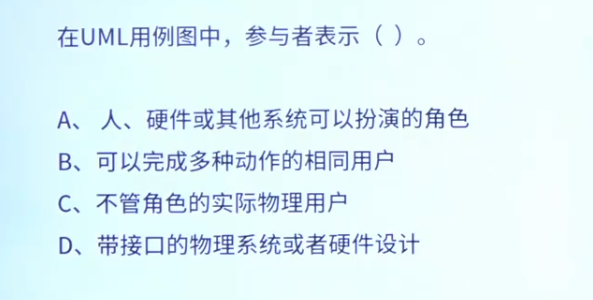 在UML用例图中，参与者表示（ ）。
A、 人、硬件或其他系统可以扮演的角色
B、可以完成多种动作的相同用户
C、不管角色的实际物理用户
D、带接口的物理系统或者硬件设计